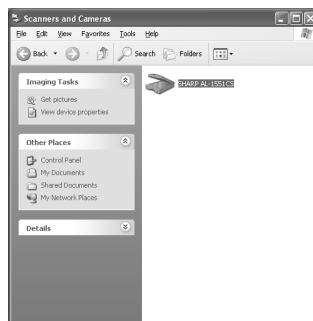 Scanners and Cameras
File Edit View Favorites Tools Help
Back Search Folders
Imaging Tasks
Get pictures
View device properties
Other Places
Control Panel
My Documents
Shared Documents
My Network Places
Details
SHARP AL-1551CS